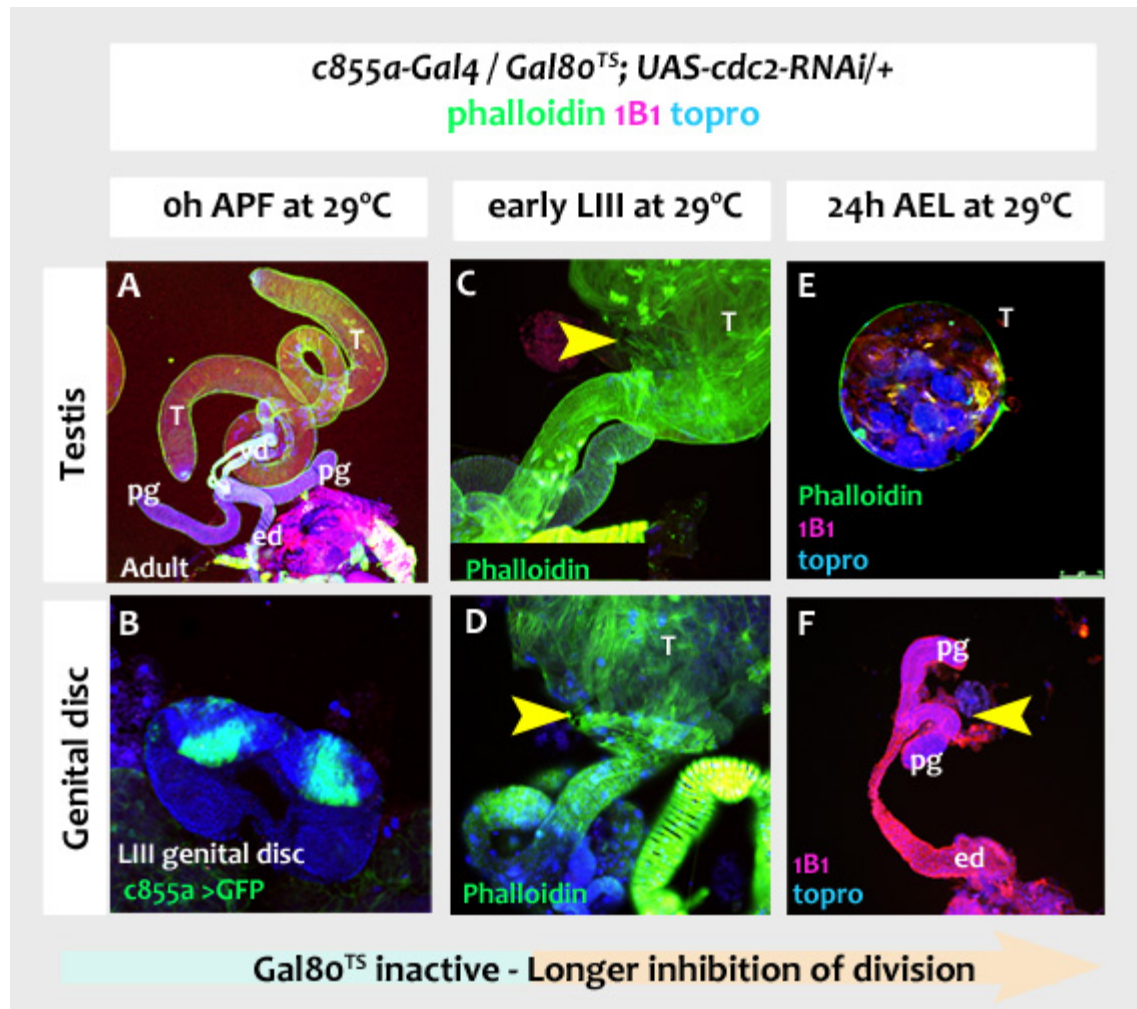 c855a-Gal4 / Gal80TS; UAS-cdc2-RNAi/+
phalloidin 1B1 topro
0h APF at 29°C
early LIII at 29°C
24h AEL at 29°C
Testis
A
T
T
vd
pg
pg
ed
Adult
C
T
Phalloidin
E
T
Phalloidin
1B1
topro
Genital disc
B
LIII genital disc
c855a >GFP
D
T
Phalloidin
F
pg
pg
ed
1B1
topro
Gal80TS inactive - Longer inhibition of division